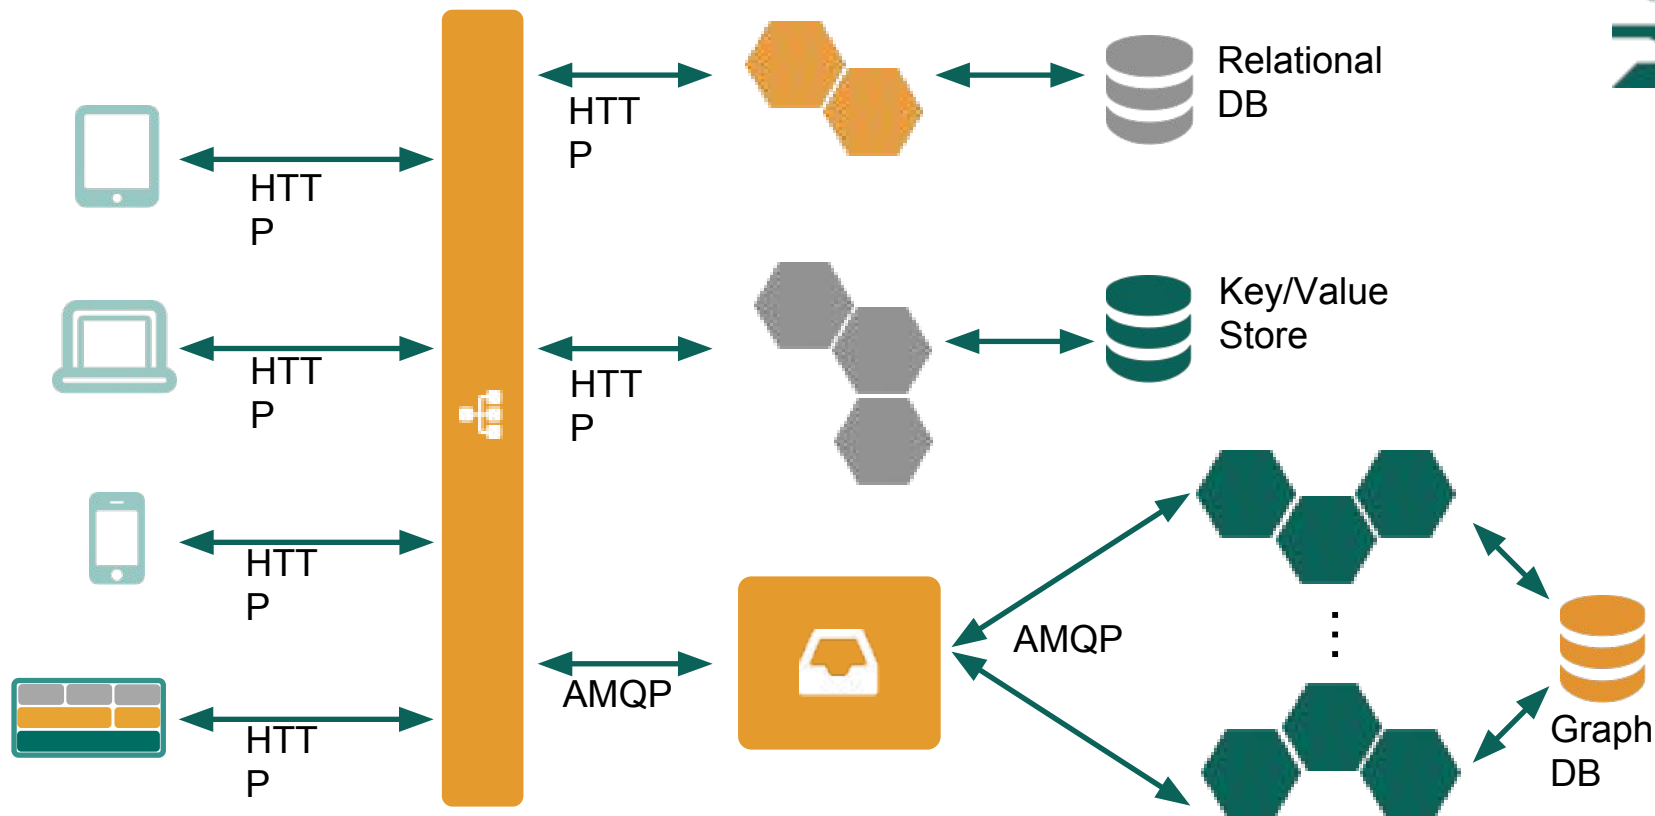 HTT
P
Relational
DB
HTT
P
HTT
P
Key/Value
Store
HTT
P
HTT
P
AMQP
AMQP
HTT
P
Graph
DB